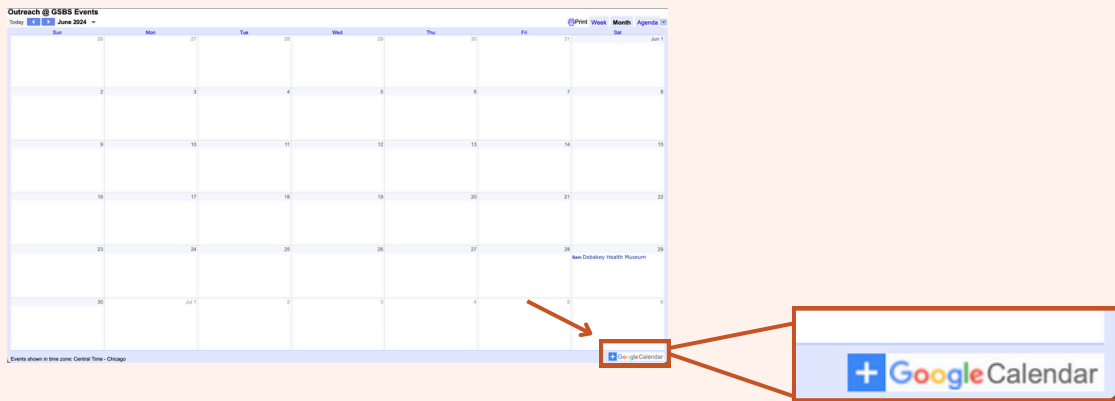 Outreach @ GSBS Events
Today June 2024 Print Week Month Agenda
Sun Mon Tue Wed Thu Fri Sat
26 27 28 29 30 31 Jun 1
2 3 4 5 6 7 8
9 10 11 12 13 14 15
16 17 18 19 20 21 22
23 24 25 26 27 28 29
8am Debakey Health Museum
30 Jul 1 2 3 4 5 6
Events shown in time zone: Central Time - Chicago
+ Google Calendar
+ Google Calendar